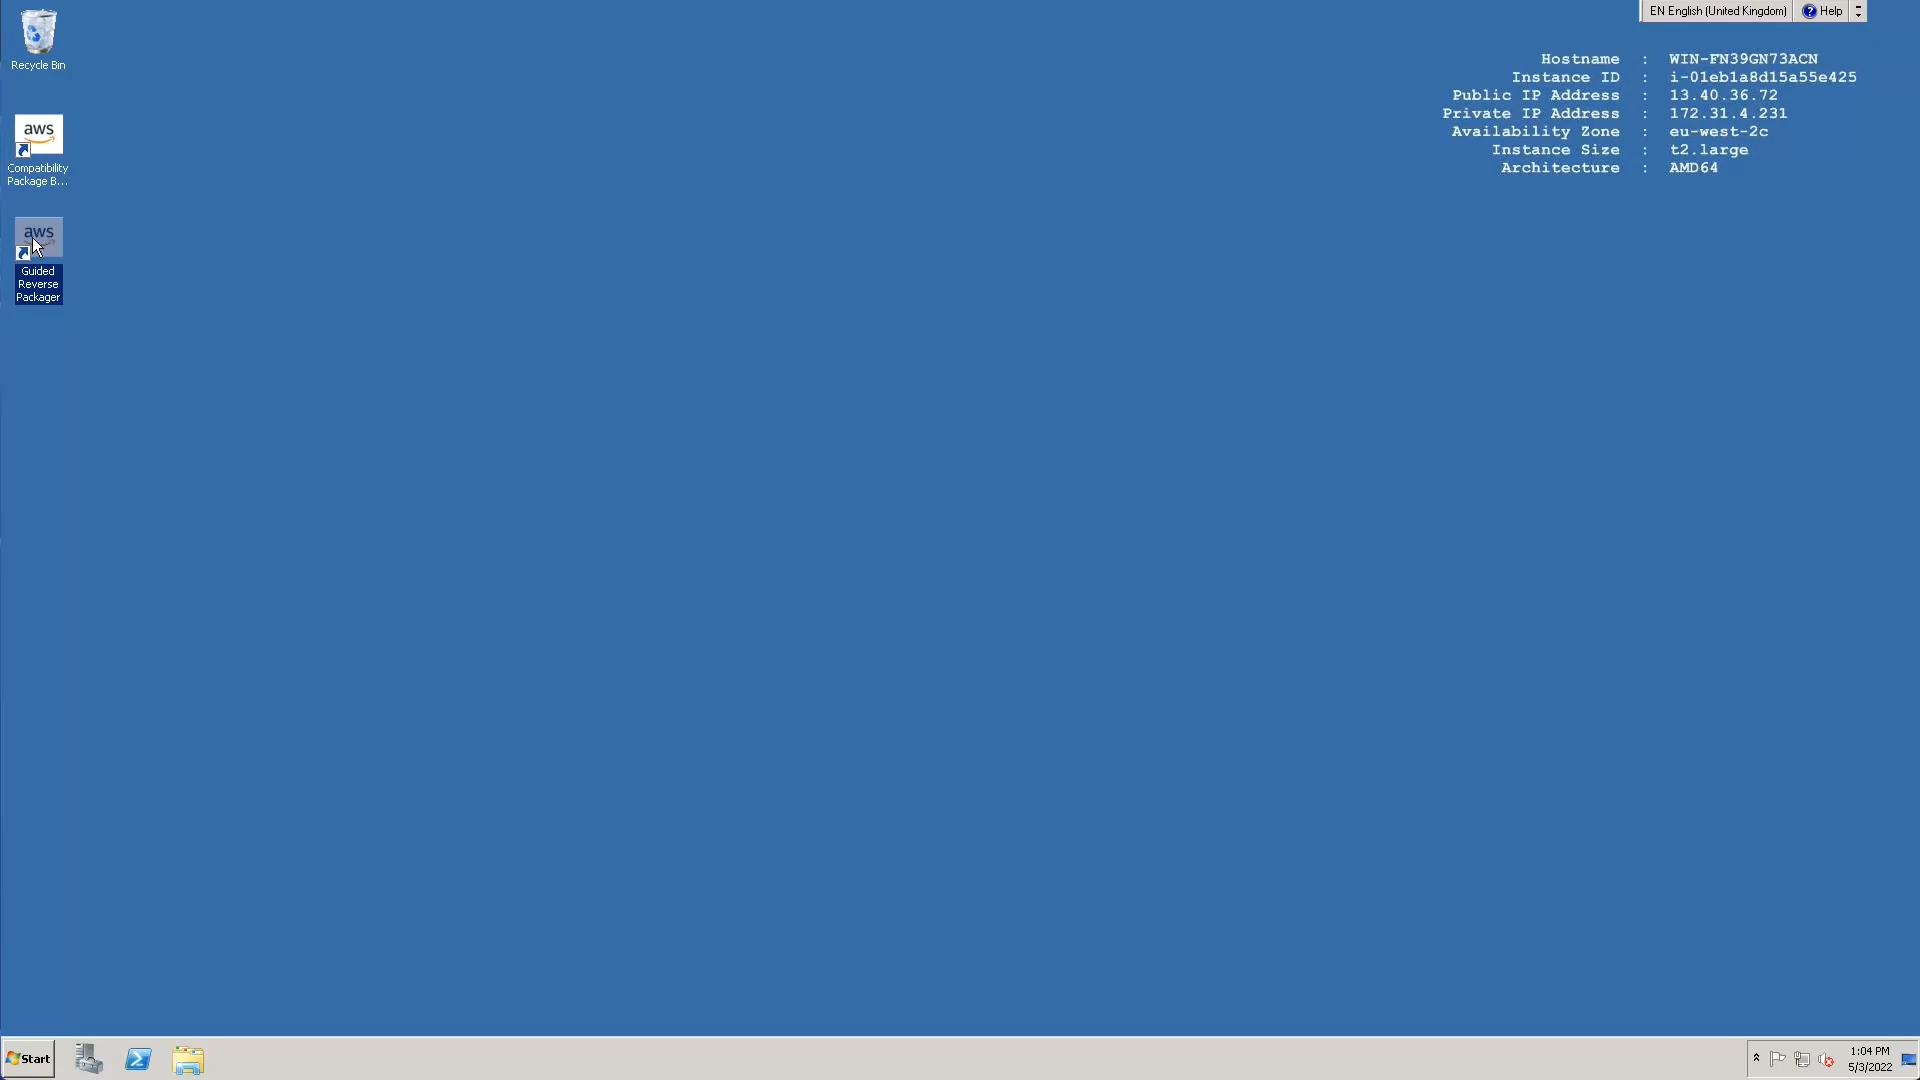 Recycle Bin
aws
Compatibility
Package B...
aws
Guided
Reverse
Packager
EN English (United Kingdom)
Help
Hostname : WIN-FN39GN73ACN
Instance ID : i-01eb1a8d15a55e425
Public IP Address : 13.40.36.72
Private IP Address : 172.31.4.231
Availability Zone : eu-west-2c
Instance Size : t2.large
Architecture : AMD64
Start
1:04 PM
5/3/2022